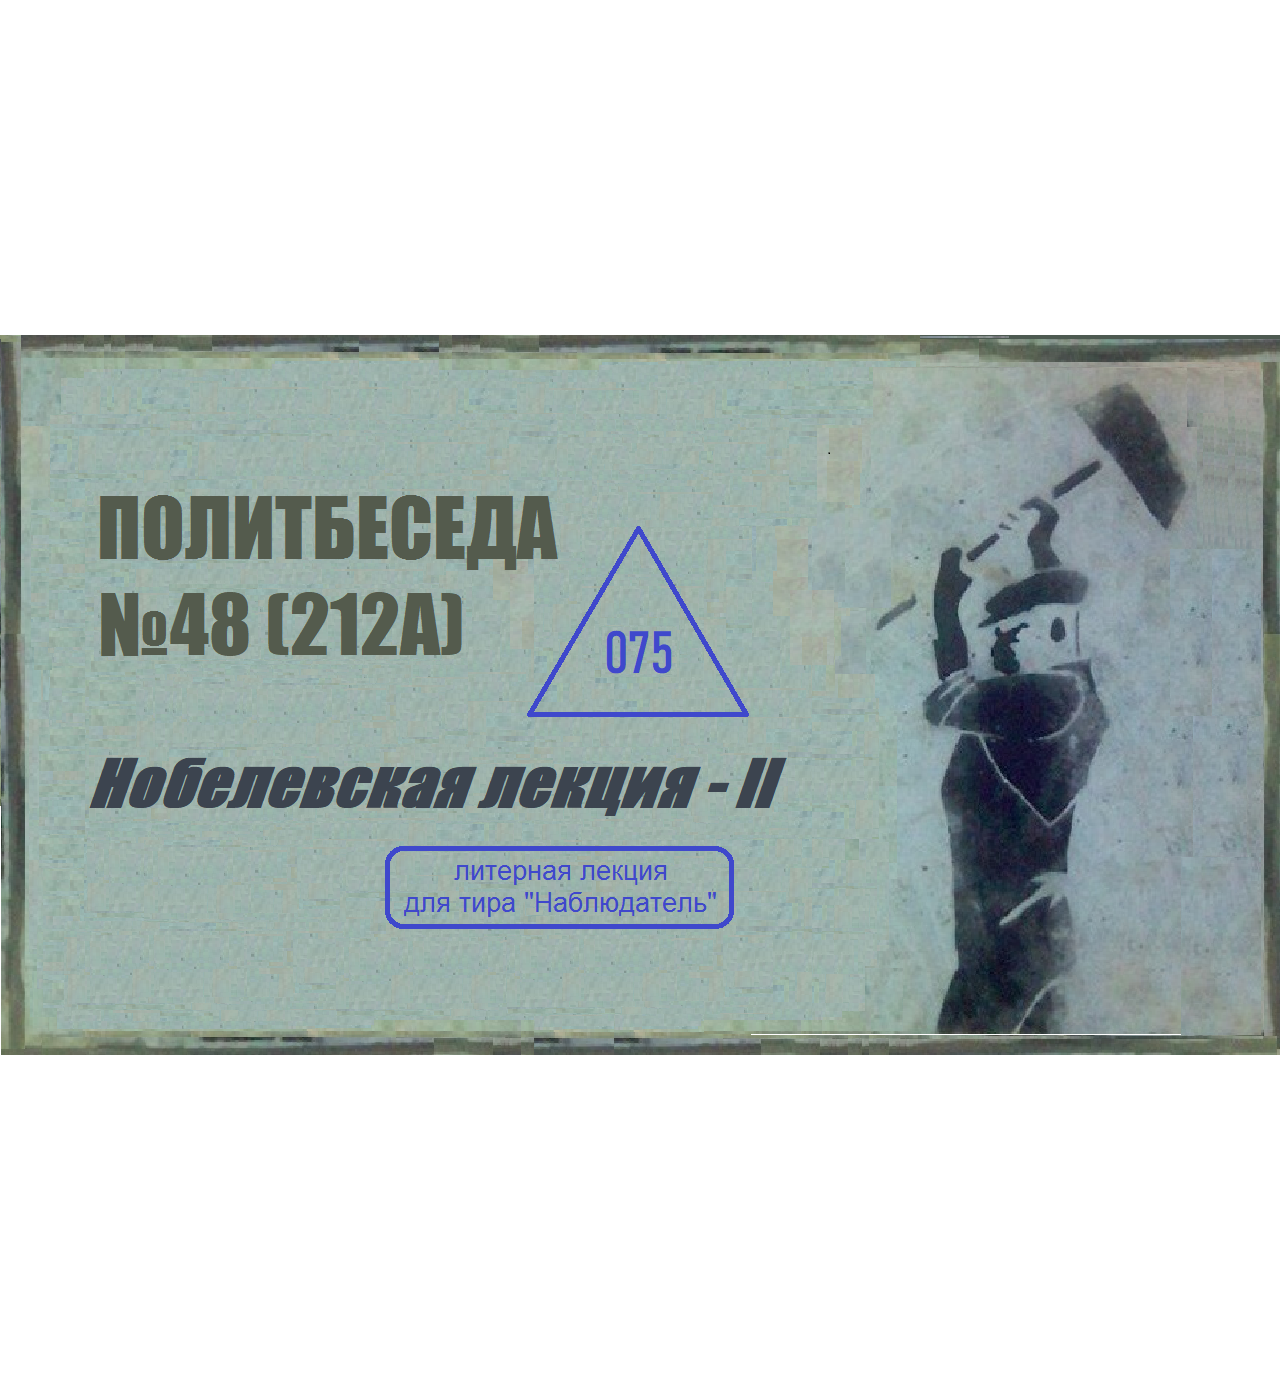 ПОЛИТБЕСЕДА
№48 (212А)
075
Нобелевская лекция - II
литерная лекция
для тира "Наблюдатель"